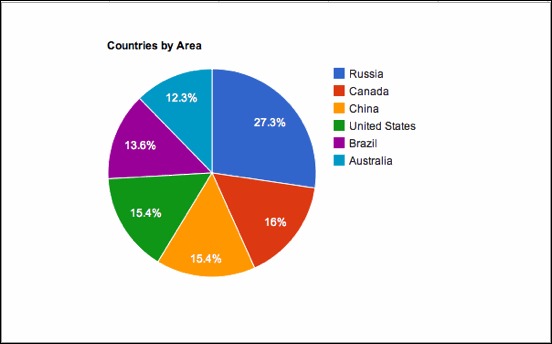 Countries by Area
Russia
Canada
China
United States
Brazil
Australia
27.3%
16%
15.4%
15.4%
13.6%
12.3%